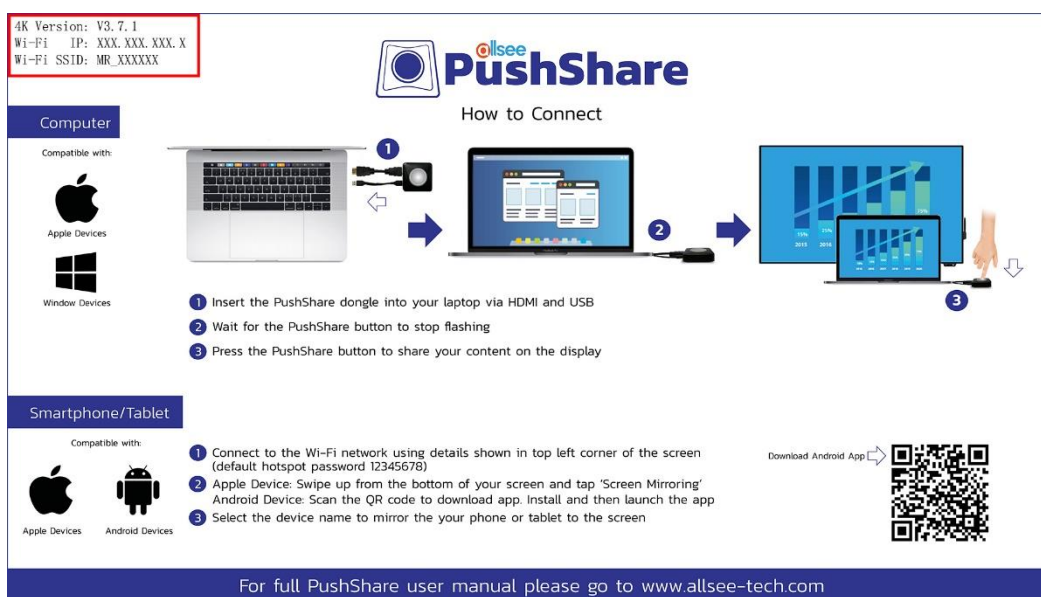 4K Version: V3.7.1
Wi-Fi IP: XXX.XXX.XXX.X
Wi-Fi SSID: MR_XXXXXX
allsee
PushShare
How to Connect
Computer
Compatible with:
Apple Devices
Window Devices
1
2
3
15%
2015
2016
1 Insert the PushShare dongle into your laptop via HDMI and USB
2 Wait for the PushShare button to stop flashing
3 Press the PushShare button to share your content on the display
Smartphone/Tablet
Compatible with:
Apple Devices
Android Devices
1 Connect to the Wi-Fi network using details shown in top left corner of the screen
(default hotspot password 12345678)
2 Apple Device: Swipe up from the bottom of your screen and tap 'Screen Mirroring'
Android Device: Scan the QR code to download app. Install and then launch the app
3 Select the device name to mirror the your phone or tablet to the screen
Download Android App
For full PushShare user manual please go to www.allsee-tech.com